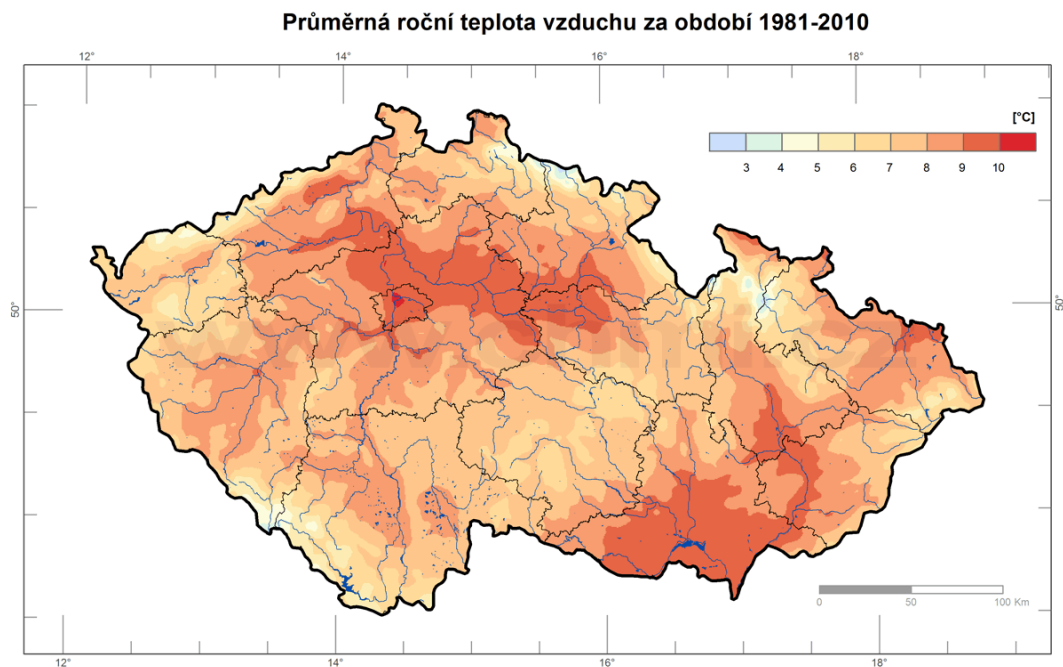 Průměrná roční teplota vzduchu za období 1981-2010
12° 14° 16° 18°
[°C]
3 4 5 6 7 8 9 10
50° 50°
0 50 100 Km
12° 14° 16° 18°